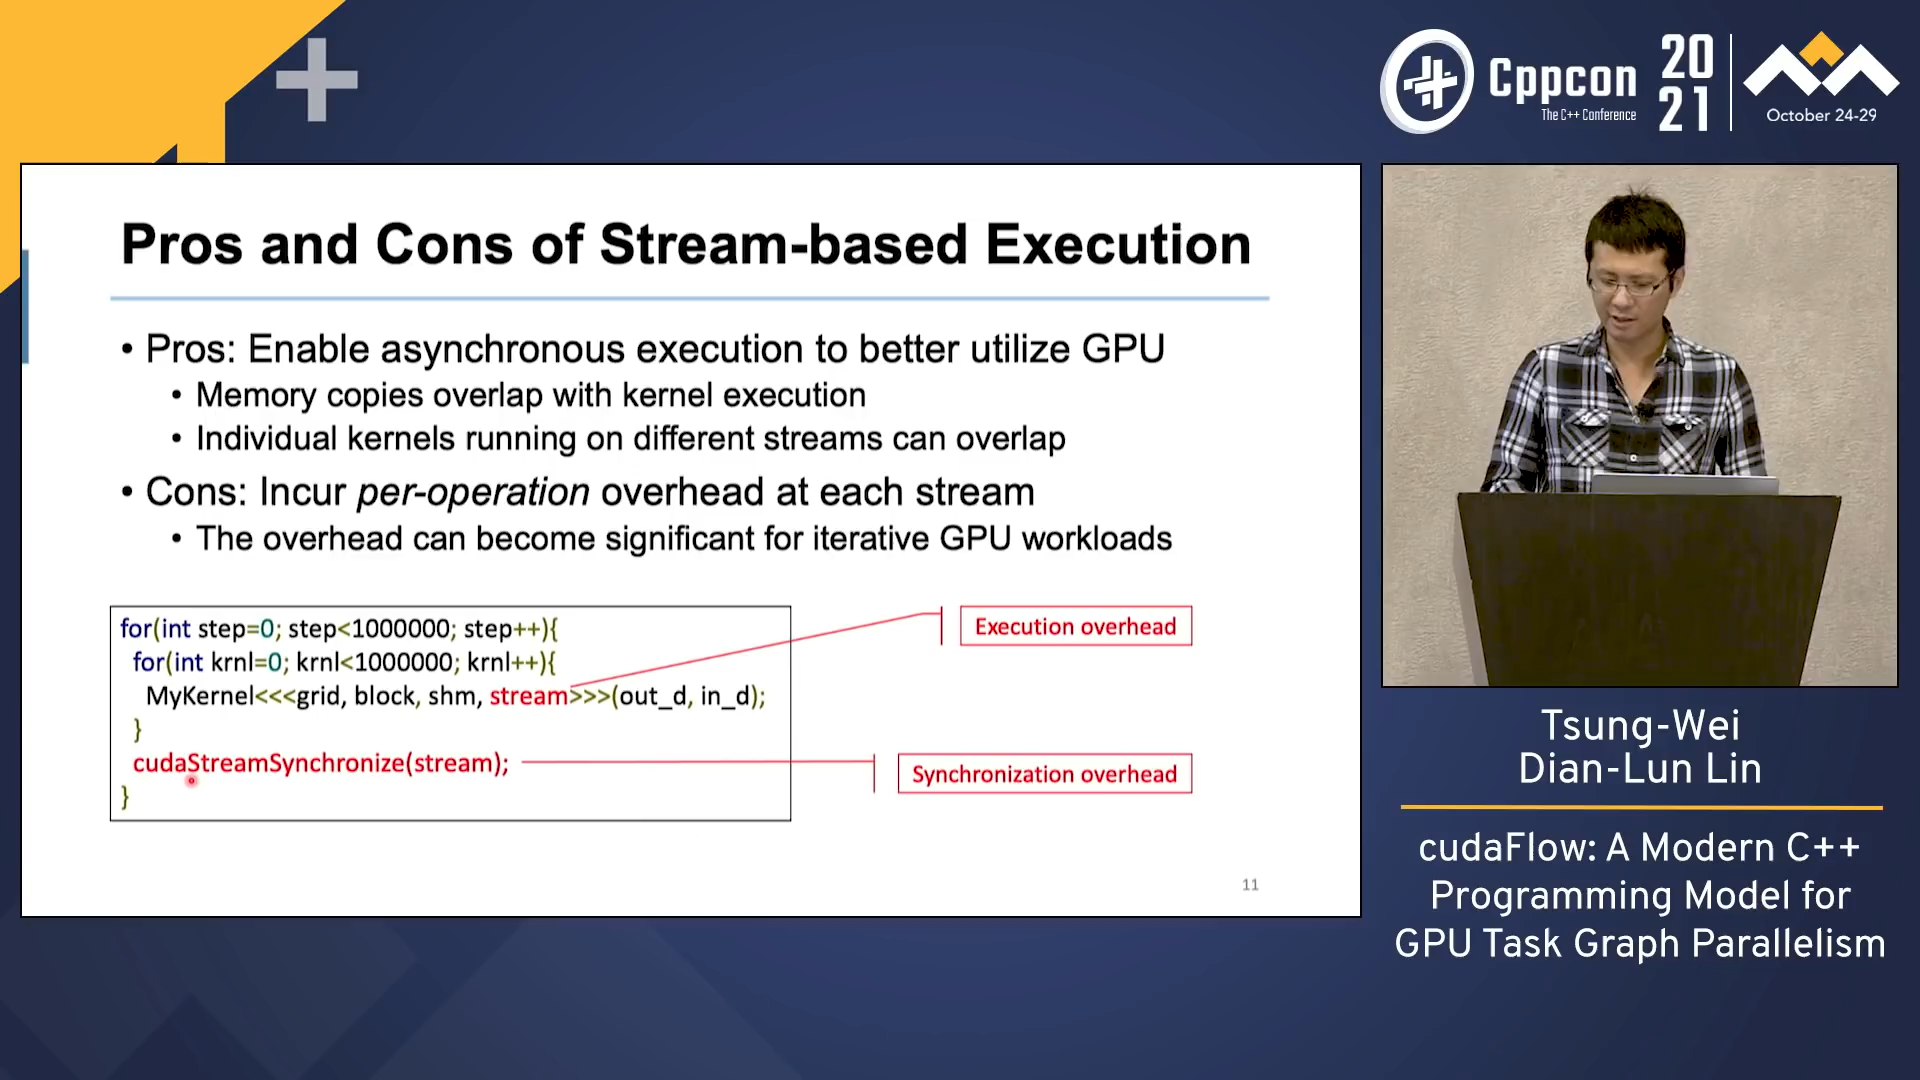 Cppcon
The C++ Conference
20
21
October 24-29
Pros and Cons of Stream-based Execution
• Pros: Enable asynchronous execution to better utilize GPU
• Memory copies overlap with kernel execution
• Individual kernels running on different streams can overlap
• Cons: Incur per-operation overhead at each stream
• The overhead can become significant for iterative GPU workloads
for(int step=0; step<1000000; step++){
for(int krnl=0; krnl<1000000; krnl++){
MyKernel<<<grid, block, shm, stream>>>(out_d, in_d);
}
cudaStreamSynchronize(stream);
}
Execution overhead
Synchronization overhead
11
Tsung-Wei
Dian-Lun Lin
cudaFlow: A Modern C++
Programming Model for
GPU Task Graph Parallelism